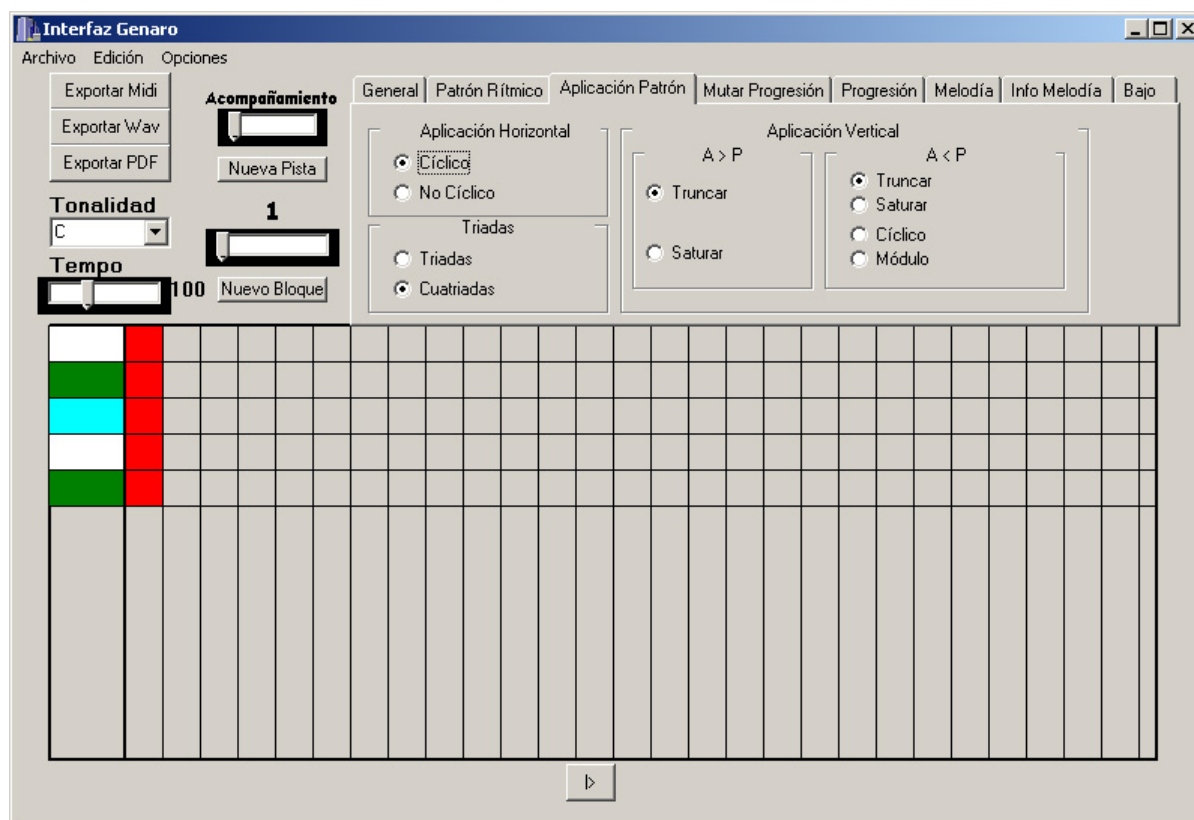 Interfaz Genaro
Archivo Edición Opciones
Exportar Midi
Exportar Wav
Exportar PDF
Tonalidad
C
Tempo
100
Acompañamiento
Nueva Pista
1
Nuevo Bloque
General Patrón Rítmico Aplicación Patrón Mutar Progresión Progresión Melodía Info Melodía Bajo
Aplicación Horizontal
Cíclico
No Cíclico
Triadas
Triadas
Cuatriadas
Aplicación Vertical
A > P
Truncar
Saturar
A < P
Truncar
Saturar
Cíclico
Módulo